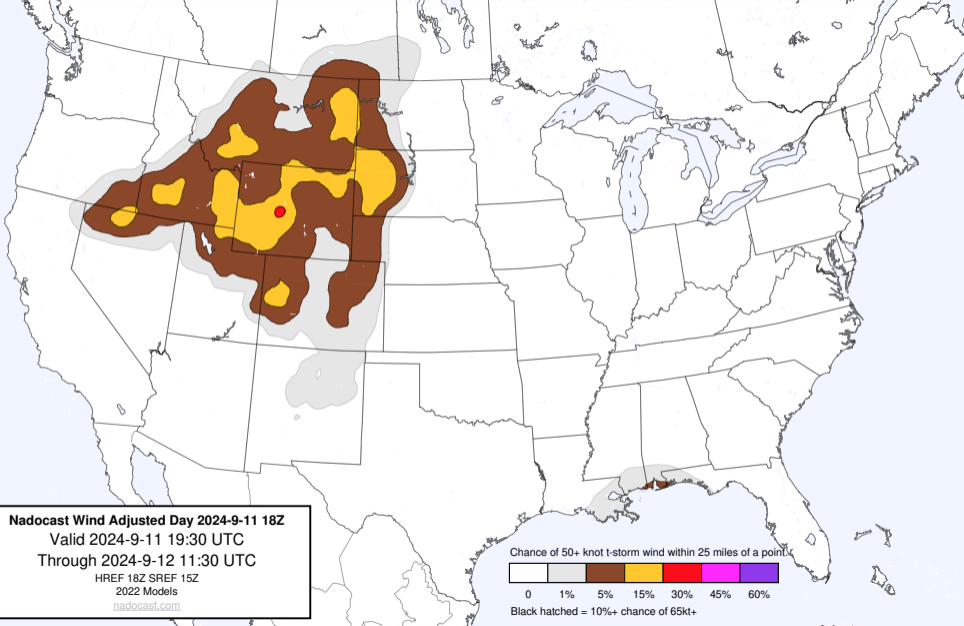 Nadocast Wind Adjusted Day 2024-9-11 18Z
Valid 2024-9-11 19:30 UTC
Through 2024-9-12 11:30 UTC
HREF 18Z SREF 15Z
2022 Models
nadocast.com
Chance of 50+ knot t-storm wind within 25 miles of a point.
0 1% 5% 15% 30% 45% 60%
Black hatched = 10%+ chance of 65kt+